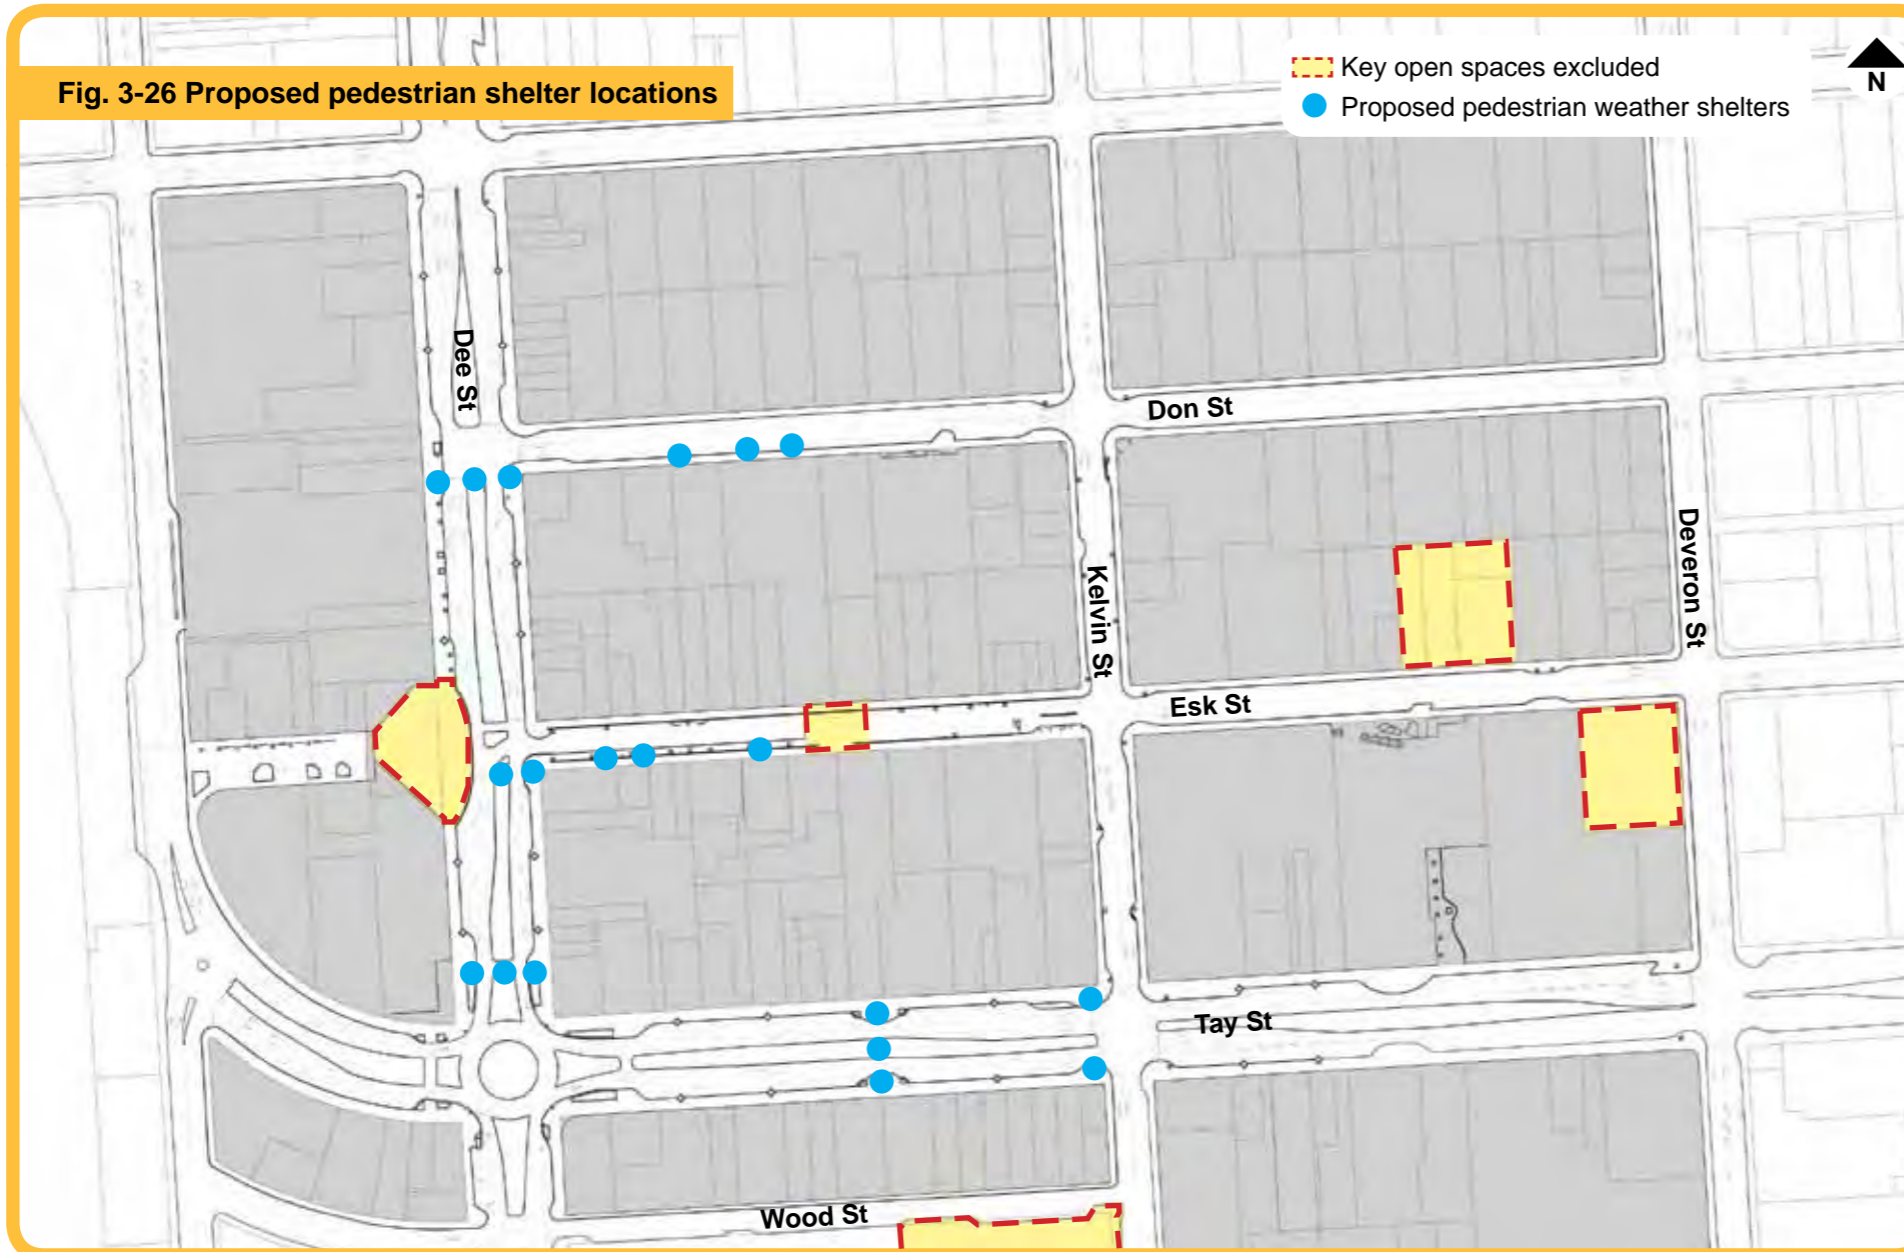 Fig. 3-26 Proposed pedestrian shelter locations
Key open spaces excluded
Proposed pedestrian weather shelters
N
Dee St
Don St
Kelvin St
Deveron St
Esk St
Tay St
Wood St